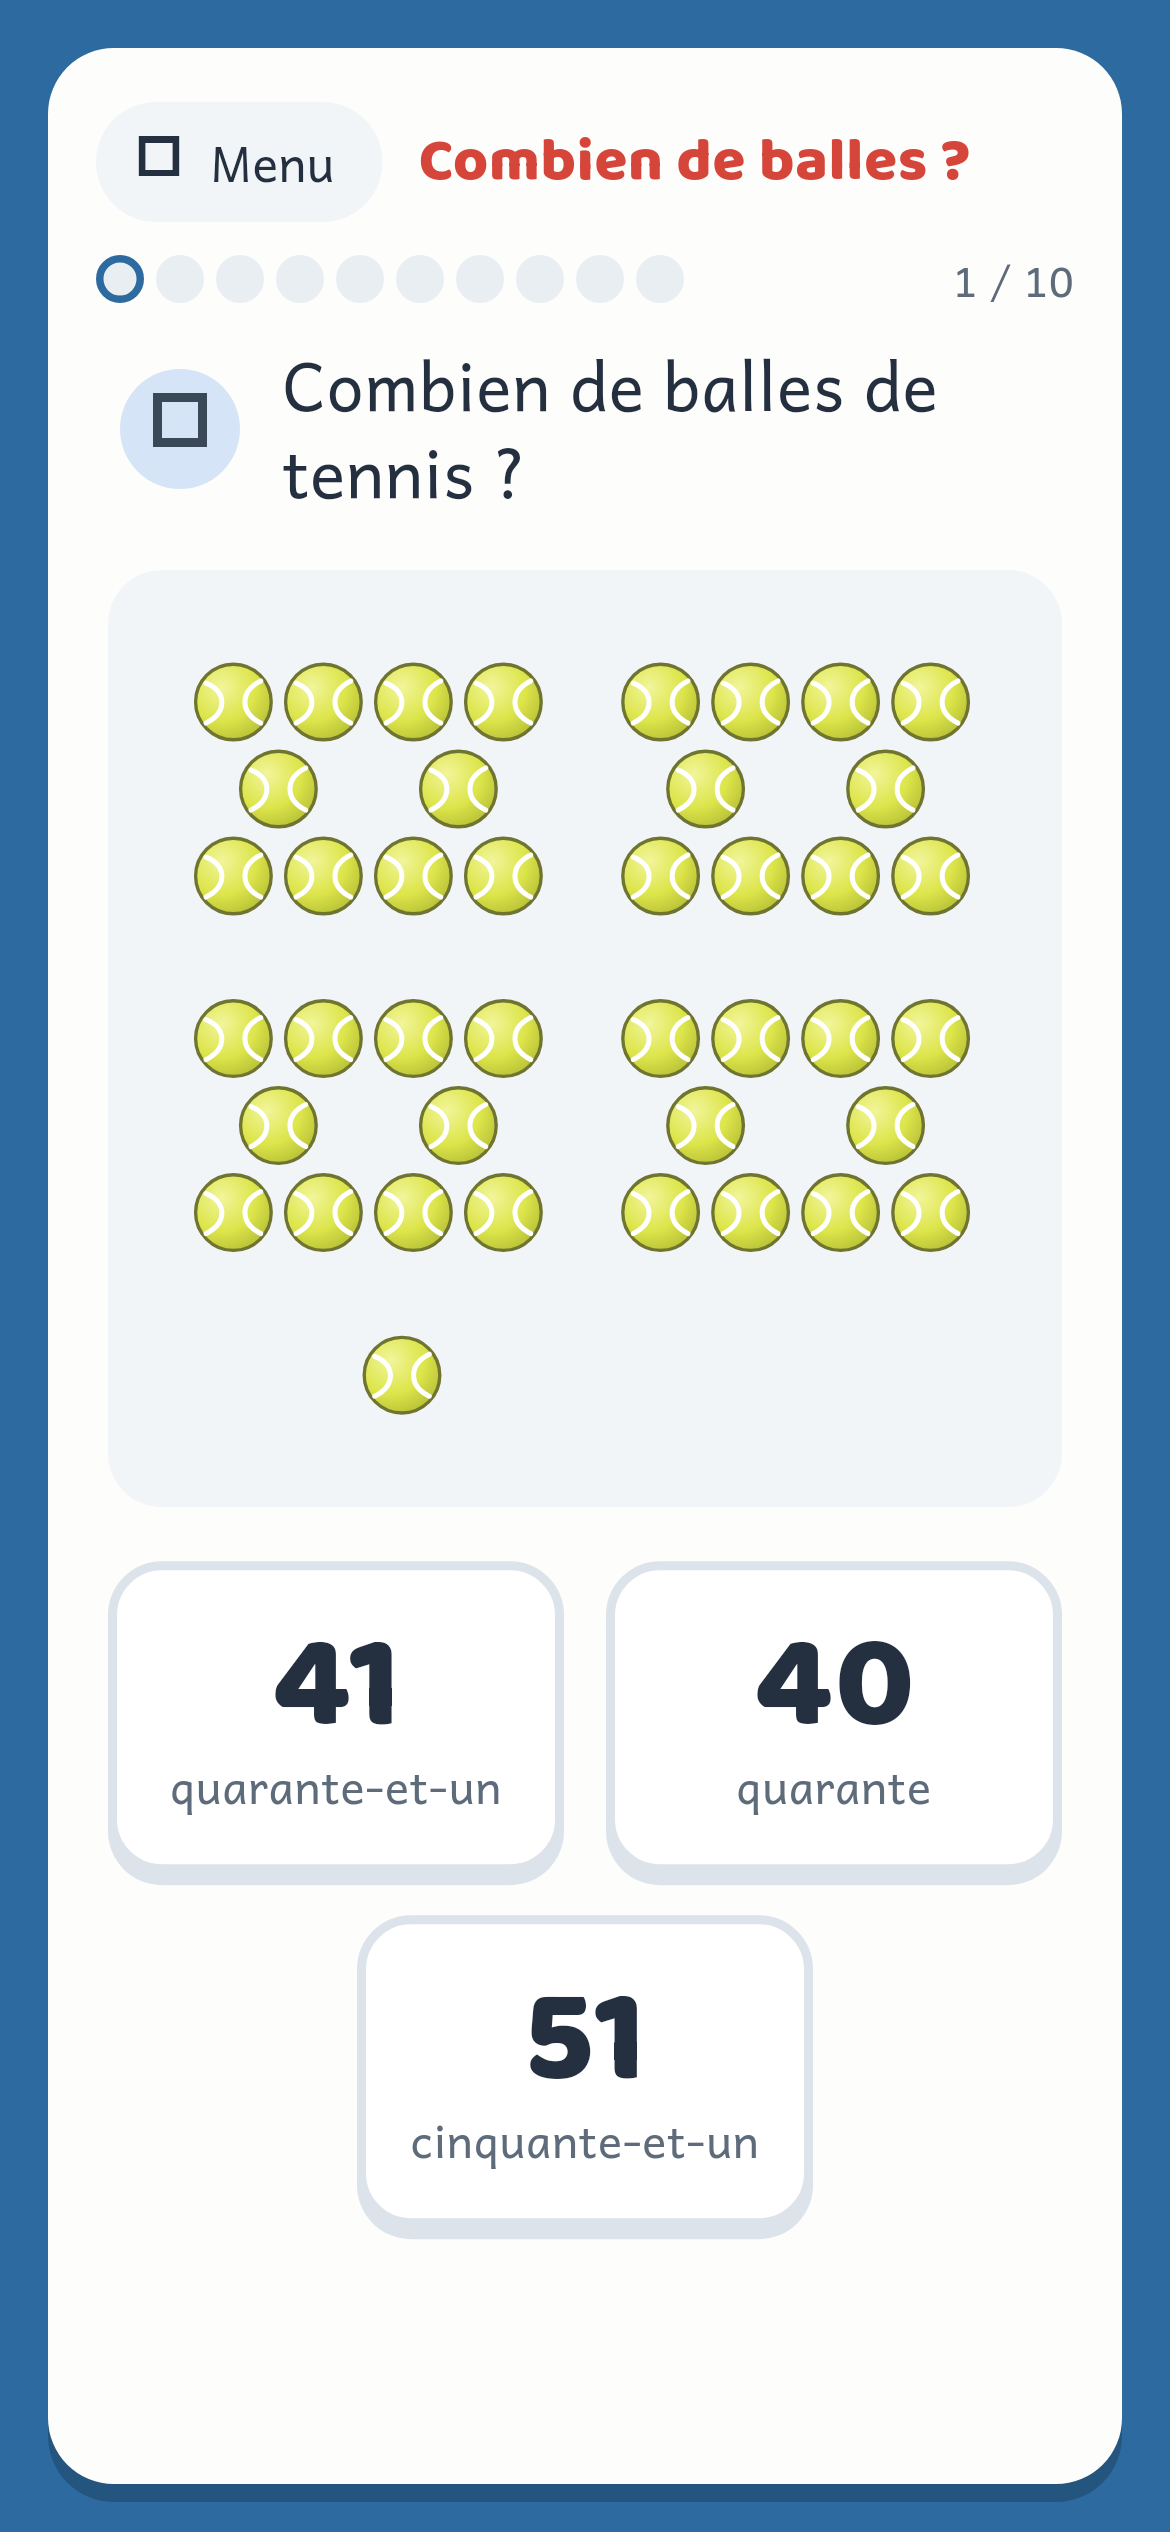 Menu
Combien de balles ?
1 / 10
Combien de balles de
tennis ?
41
quarante-et-un
40
quarante
51
cinquante-et-un